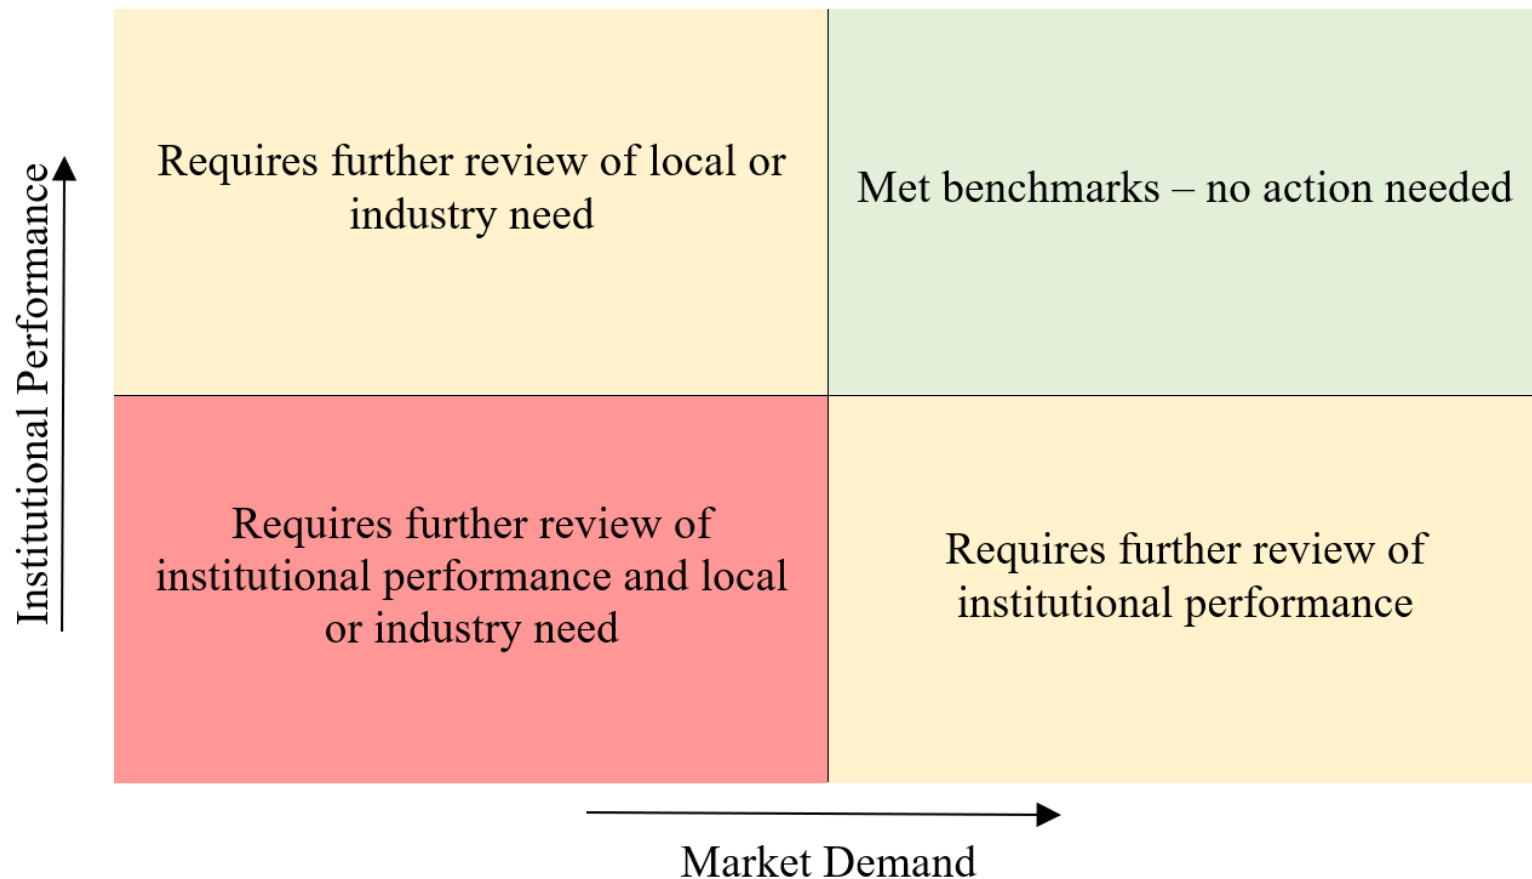 Institutional Performance
Requires further review of local or
industry need
Met benchmarks – no action needed
Requires further review of
institutional performance and local
or industry need
Requires further review of
institutional performance
Market Demand